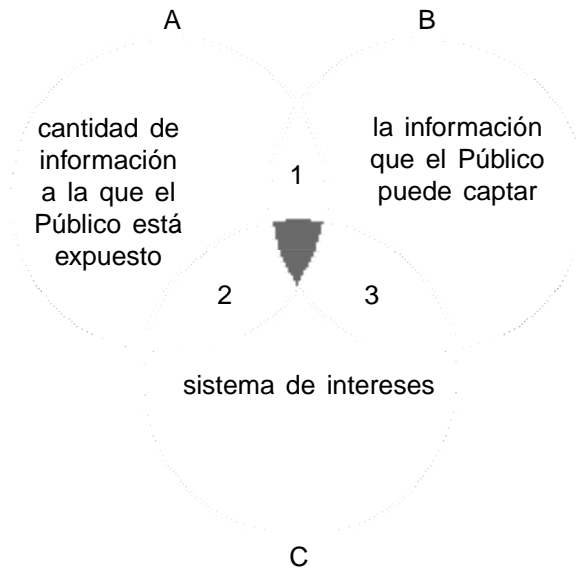 A
B
cantidad de
información
a la que el
Público está
expuesto
la información
que el Público
puede captar
1
2
3
sistema de intereses
C